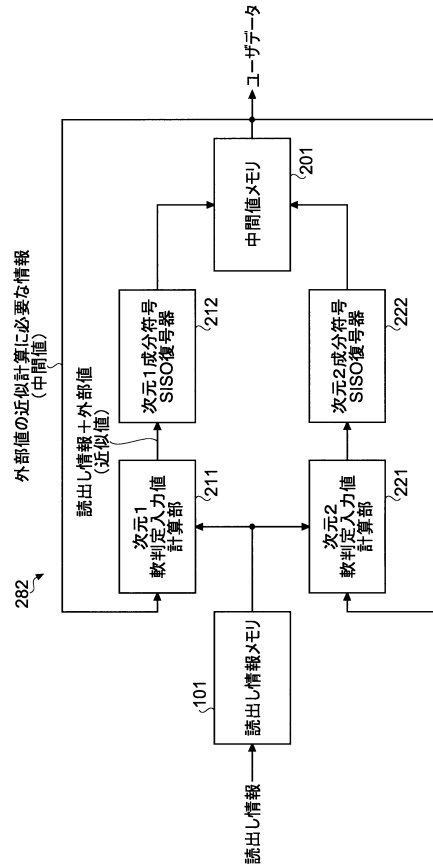 282
外部値の近似計算に必要な情報
(中間値)
読出し情報+外部値
(近似値)
読出し情報
読出し情報メモリ
101
次元1
軟判定入力値
計算部
211
次元1成分符号
SISO復号器
212
次元2
軟判定入力値
計算部
221
次元2成分符号
SISO復号器
222
中間値メモリ
201
ユーザデータ